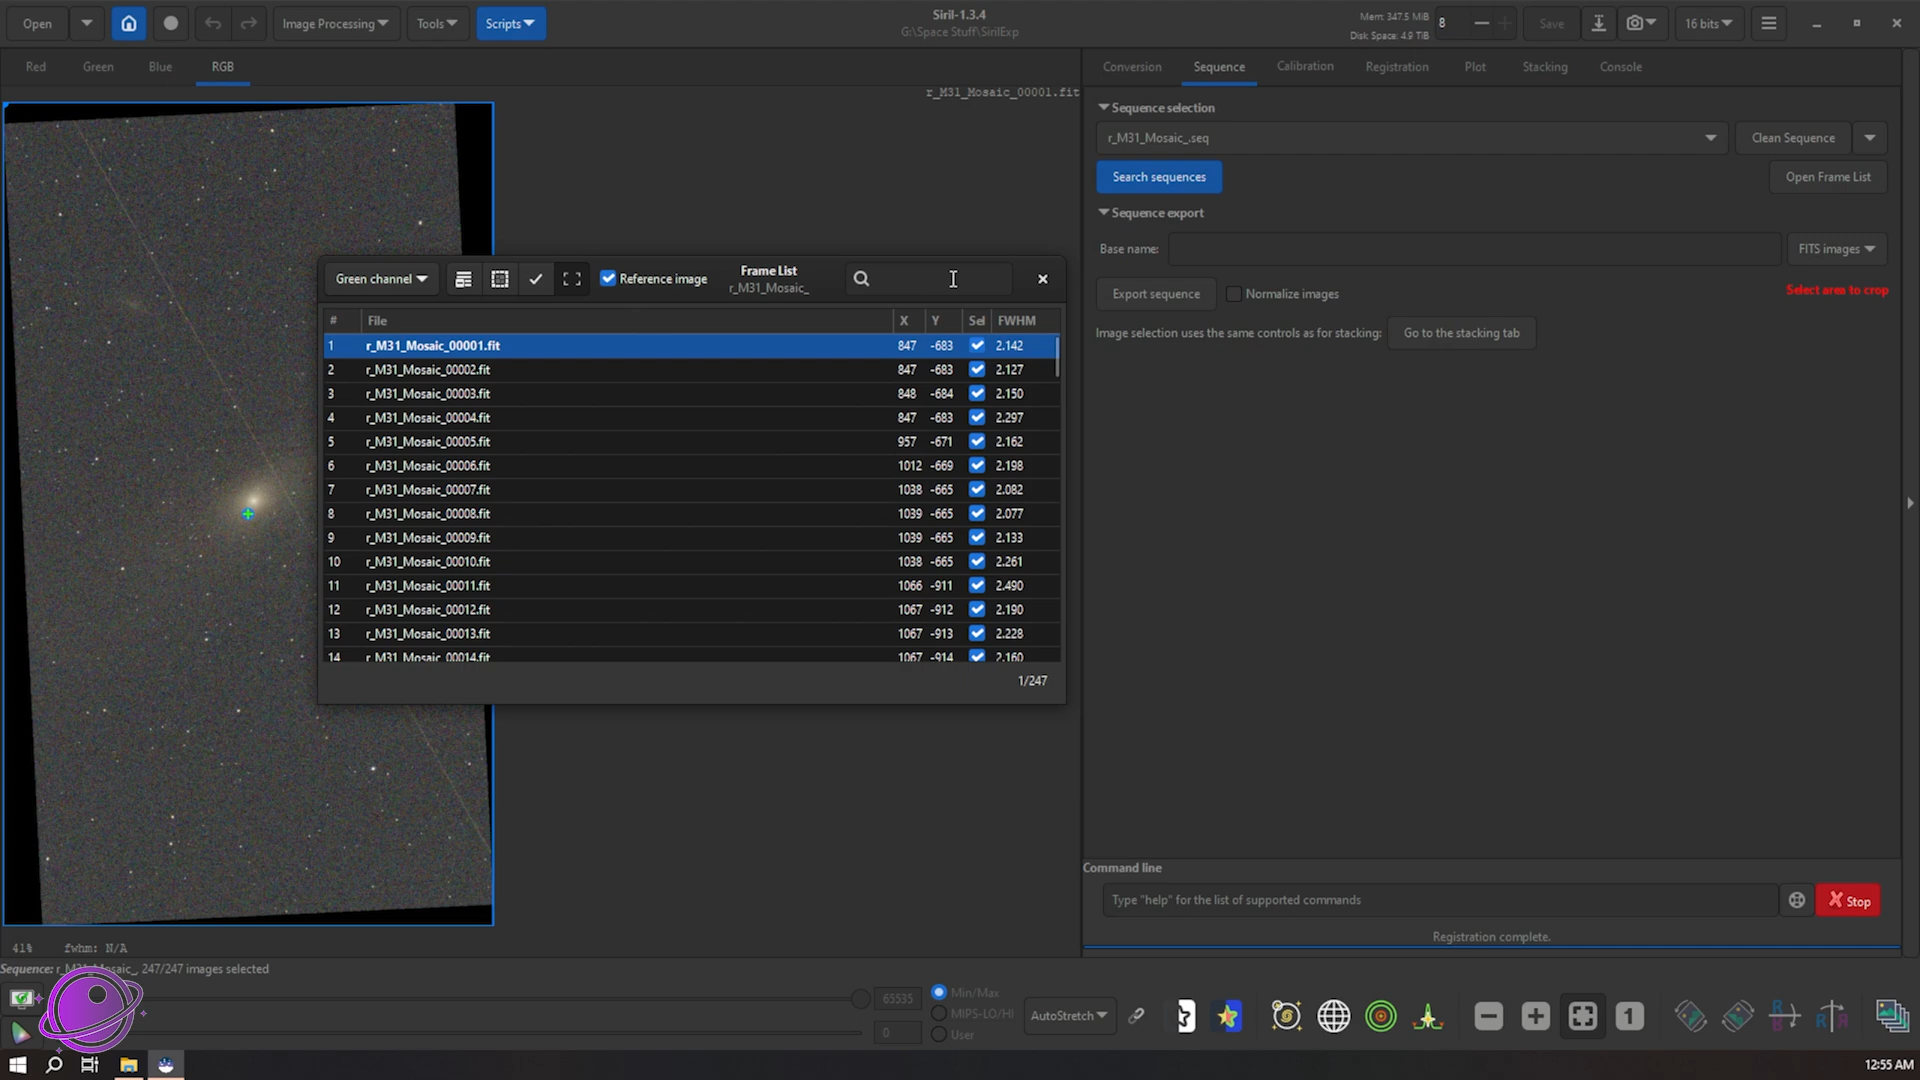 Open
Image Processing
Tools
Scripts
Siril-1.3.4
G:\Space Stuff\SirilExp
Mem: 347.5 MiB
Disk Space: 4.9 TiB
8
Save
16 bits
Red
Green
Blue
RGB
r_M31_Mosaic_00001.fit
Conversion
Sequence
Calibration
Registration
Plot
Stacking
Console
Sequence selection
r_M31_Mosaic_.seq
Clean Sequence
Search sequences
Open Frame List
Sequence export
Base name:
FITS images
Export sequence
Normalize images
Select area to crop
Image selection uses the same controls as for stacking:
Go to the stacking tab
Green channel
Reference image
Frame List
r_M31_Mosaic_
# File X Y Sel FWHM
1 r_M31_Mosaic_00001.fit 847 -683 2.142
2 r_M31_Mosaic_00002.fit 847 -683 2.127
3 r_M31_Mosaic_00003.fit 848 -684 2.150
4 r_M31_Mosaic_00004.fit 847 -683 2.297
5 r_M31_Mosaic_00005.fit 957 -671 2.162
6 r_M31_Mosaic_00006.fit 1012 -669 2.198
7 r_M31_Mosaic_00007.fit 1038 -665 2.082
8 r_M31_Mosaic_00008.fit 1039 -665 2.077
9 r_M31_Mosaic_00009.fit 1039 -665 2.133
10 r_M31_Mosaic_00010.fit 1038 -665 2.261
11 r_M31_Mosaic_00011.fit 1066 -911 2.490
12 r_M31_Mosaic_00012.fit 1067 -912 2.190
13 r_M31_Mosaic_00013.fit 1067 -913 2.228
14 r_M31_Mosaic_00014.fit 1067 -914 2.160
1/247
Command line
Type "help" for the list of supported commands
Stop
Registration complete.
41% fwhm: N/A
Sequence: 247/247 images selected
65535
0
Min/Max
MIPS-LO/HI
User
AutoStretch
1
12:55 AM